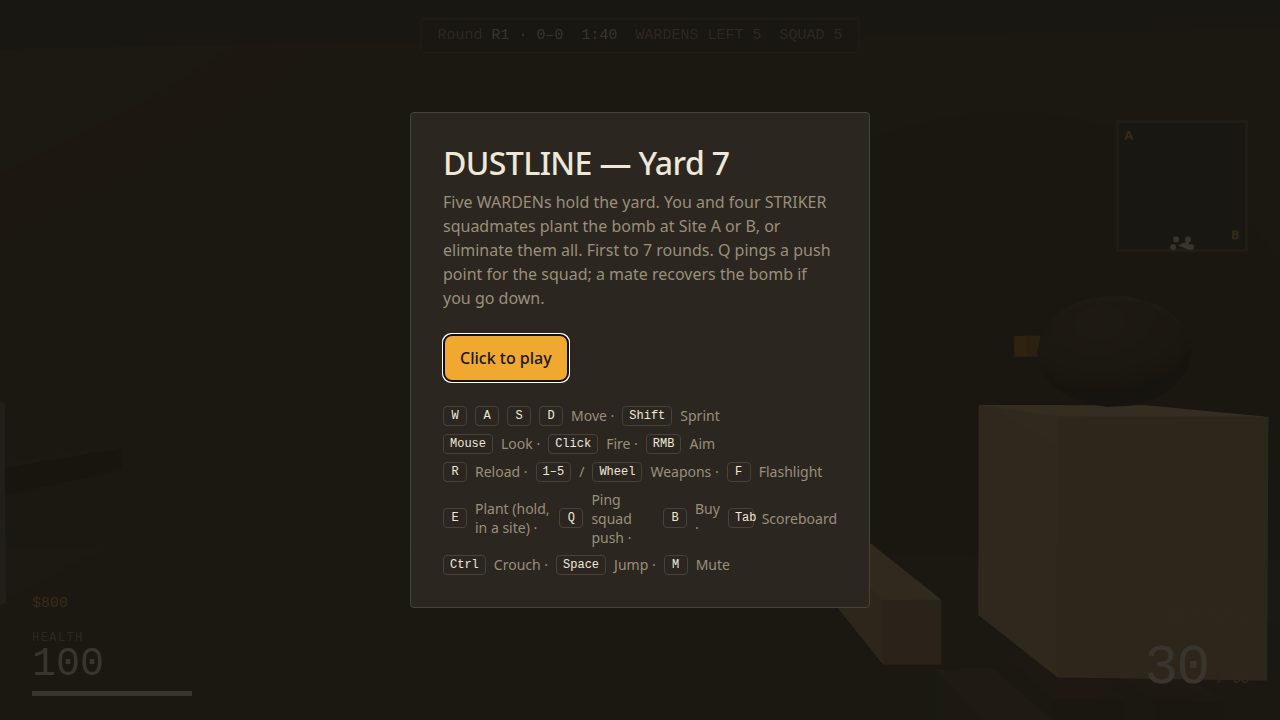 Round R1 · 0–0 1:40 WARDENS LEFT 5 SQUAD 5
A
B
DUSTLINE — Yard 7
Five WARDENs hold the yard. You and four STRIKER
squadmates plant the bomb at Site A or B, or
eliminate them all. First to 7 rounds. Q pings a push
point for the squad; a mate recovers the bomb if
you go down.
Click to play
W A S D Move · Shift Sprint
Mouse Look · Click Fire · RMB Aim
R Reload · 1–5 / Wheel Weapons · F Flashlight
E Plant (hold, in a site) · Q Ping squad push · B Buy · Tab Scoreboard
Ctrl Crouch · Space Jump · M Mute
$800
HEALTH
100
30